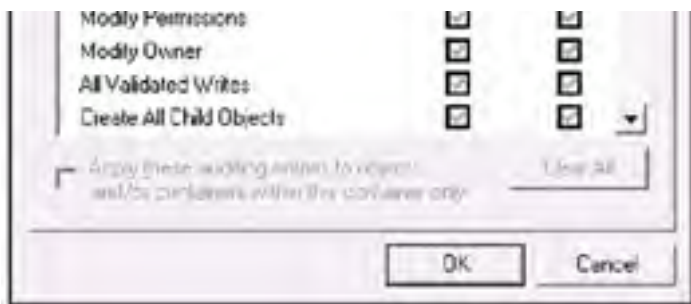 Modify Permissions
Modify Owner
All Validated Writes
Create All Child Objects
Apply these auditing entries to objects
and/or containers within this container only
Clear All
OK
Cancel